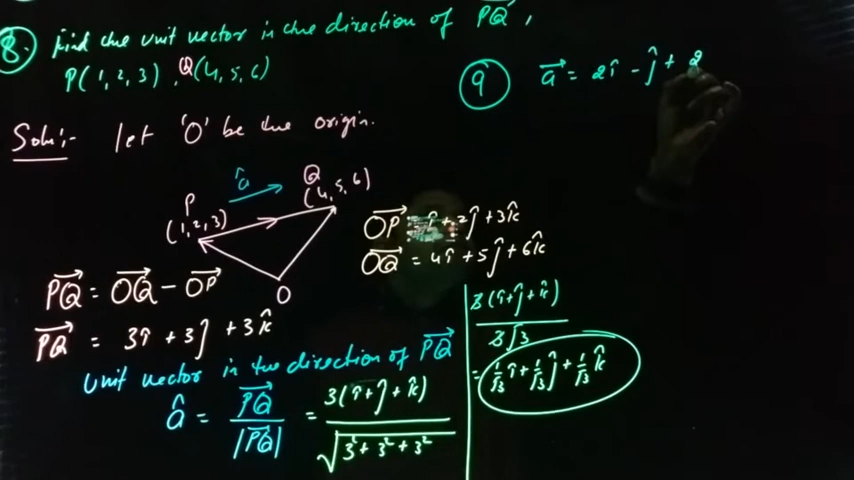 8. Find the unit vector in the direction of PQ⃗,
P(1, 2, 3), Q(4, 5, 6)
Soln:- Let 'O' be the origin.
â
P
(1, 2, 3)
Q
(4, 5, 6)
O
OP⃗ = î + 2ĵ + 3k̂
OQ⃗ = 4î + 5ĵ + 6k̂
PQ⃗ = OQ⃗ − OP⃗
PQ⃗ = 3î + 3ĵ + 3k̂
Unit vector in the direction of PQ⃗
â = PQ⃗ / |PQ⃗| = 3(î + ĵ + k̂) / √(3² + 3² + 3²)
3(î + ĵ + k̂) / 3√3
= 1/√3 î + 1/√3 ĵ + 1/√3 k̂
9 a⃗ = 2î − ĵ + 2